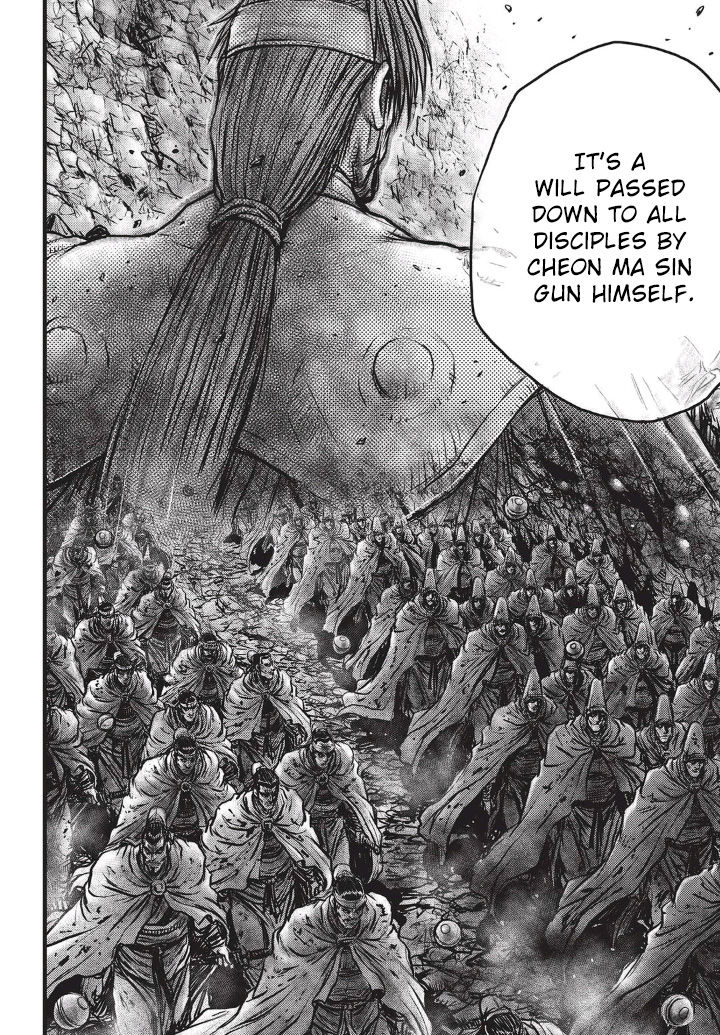 IT'S A
WILL PASSED
DOWN TO ALL
DISCIPLES BY
CHEON MA SIN
GUN HIMSELF.